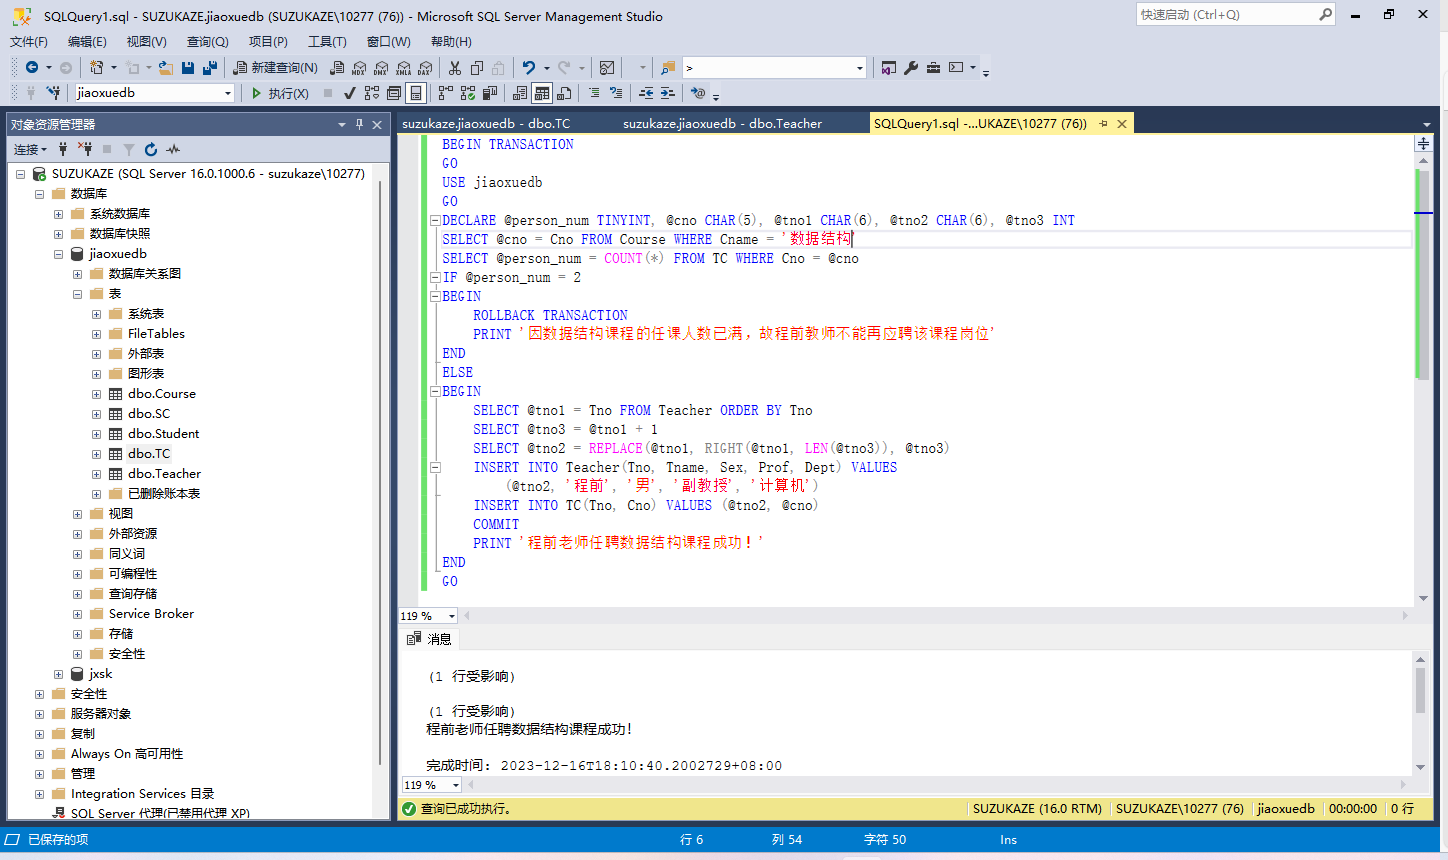 SQLQuery1.sql - SUZUKAZE.jiaoxuedb (SUZUKAZE\10277 (76)) - Microsoft SQL Server Management Studio
快速启动 (Ctrl+Q)
文件(F) 编辑(E) 视图(V) 查询(Q) 项目(P) 工具(T) 窗口(W) 帮助(H)
新建查询(N) MDX DMX XMLA DAX >
jiaoxuedb 执行(X)
对象资源管理器
连接
SUZUKAZE (SQL Server 16.0.1000.6 - suzukaze\10277)
数据库
系统数据库
数据库快照
jiaoxuedb
数据库关系图
表
系统表
FileTables
外部表
图形表
dbo.Course
dbo.SC
dbo.Student
dbo.TC
dbo.Teacher
已删除账本表
视图
外部资源
同义词
可编程性
查询存储
Service Broker
存储
安全性
jxsk
安全性
服务器对象
复制
Always On 高可用性
管理
Integration Services 目录
SQL Server 代理(已禁用代理 XP)
suzukaze.jiaoxuedb - dbo.TC suzukaze.jiaoxuedb - dbo.Teacher SQLQuery1.sql -...UKAZE\10277 (76))
BEGIN TRANSACTION
GO
USE jiaoxuedb
GO
DECLARE @person_num TINYINT, @cno CHAR(5), @tno1 CHAR(6), @tno2 CHAR(6), @tno3 INT
SELECT @cno = Cno FROM Course WHERE Cname = '数据结构'
SELECT @person_num = COUNT(*) FROM TC WHERE Cno = @cno
IF @person_num = 2
BEGIN
ROLLBACK TRANSACTION
PRINT '因数据结构课程的任课人数已满，故程前教师不能再应聘该课程岗位'
END
ELSE
BEGIN
SELECT @tno1 = Tno FROM Teacher ORDER BY Tno
SELECT @tno3 = @tno1 + 1
SELECT @tno2 = REPLACE(@tno1, RIGHT(@tno1, LEN(@tno3)), @tno3)
INSERT INTO Teacher(Tno, Tname, Sex, Prof, Dept) VALUES
(@tno2, '程前', '男', '副教授', '计算机')
INSERT INTO TC(Tno, Cno) VALUES (@tno2, @cno)
COMMIT
PRINT '程前老师任聘数据结构课程成功！'
END
GO
119 %
消息
(1 行受影响)
(1 行受影响)
程前老师任聘数据结构课程成功！
完成时间: 2023-12-16T18:10:40.2002729+08:00
119 %
查询已成功执行。 SUZUKAZE (16.0 RTM) SUZUKAZE\10277 (76) jiaoxuedb 00:00:00 0 行
已保存的项 行 6 列 54 字符 50 Ins